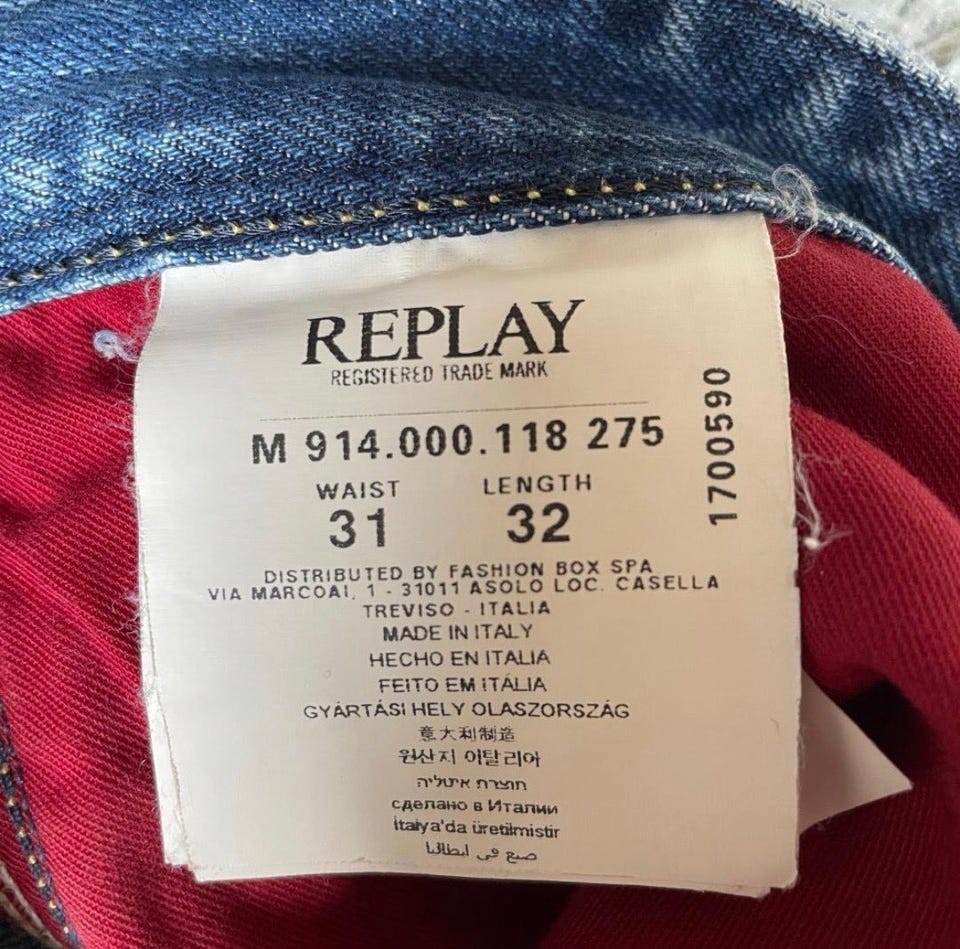 REPLAY
REGISTERED TRADE MARK
M 914.000.118 275
1700590
WAIST LENGTH
31 32
DISTRIBUTED BY FASHION BOX SPA
VIA MARCOAI, 1 - 31011 ASOLO LOC. CASELLA
TREVISO - ITALIA
MADE IN ITALY
HECHO EN ITALIA
FEITO EM ITÁLIA
GYÁRTÁSI HELY OLASZORSZÁG
意大利制造
원산지 이탈리아
תוצרת איטליה
сделано в Италии
İtalya'da üretilmistir
صنع في ايطاليا